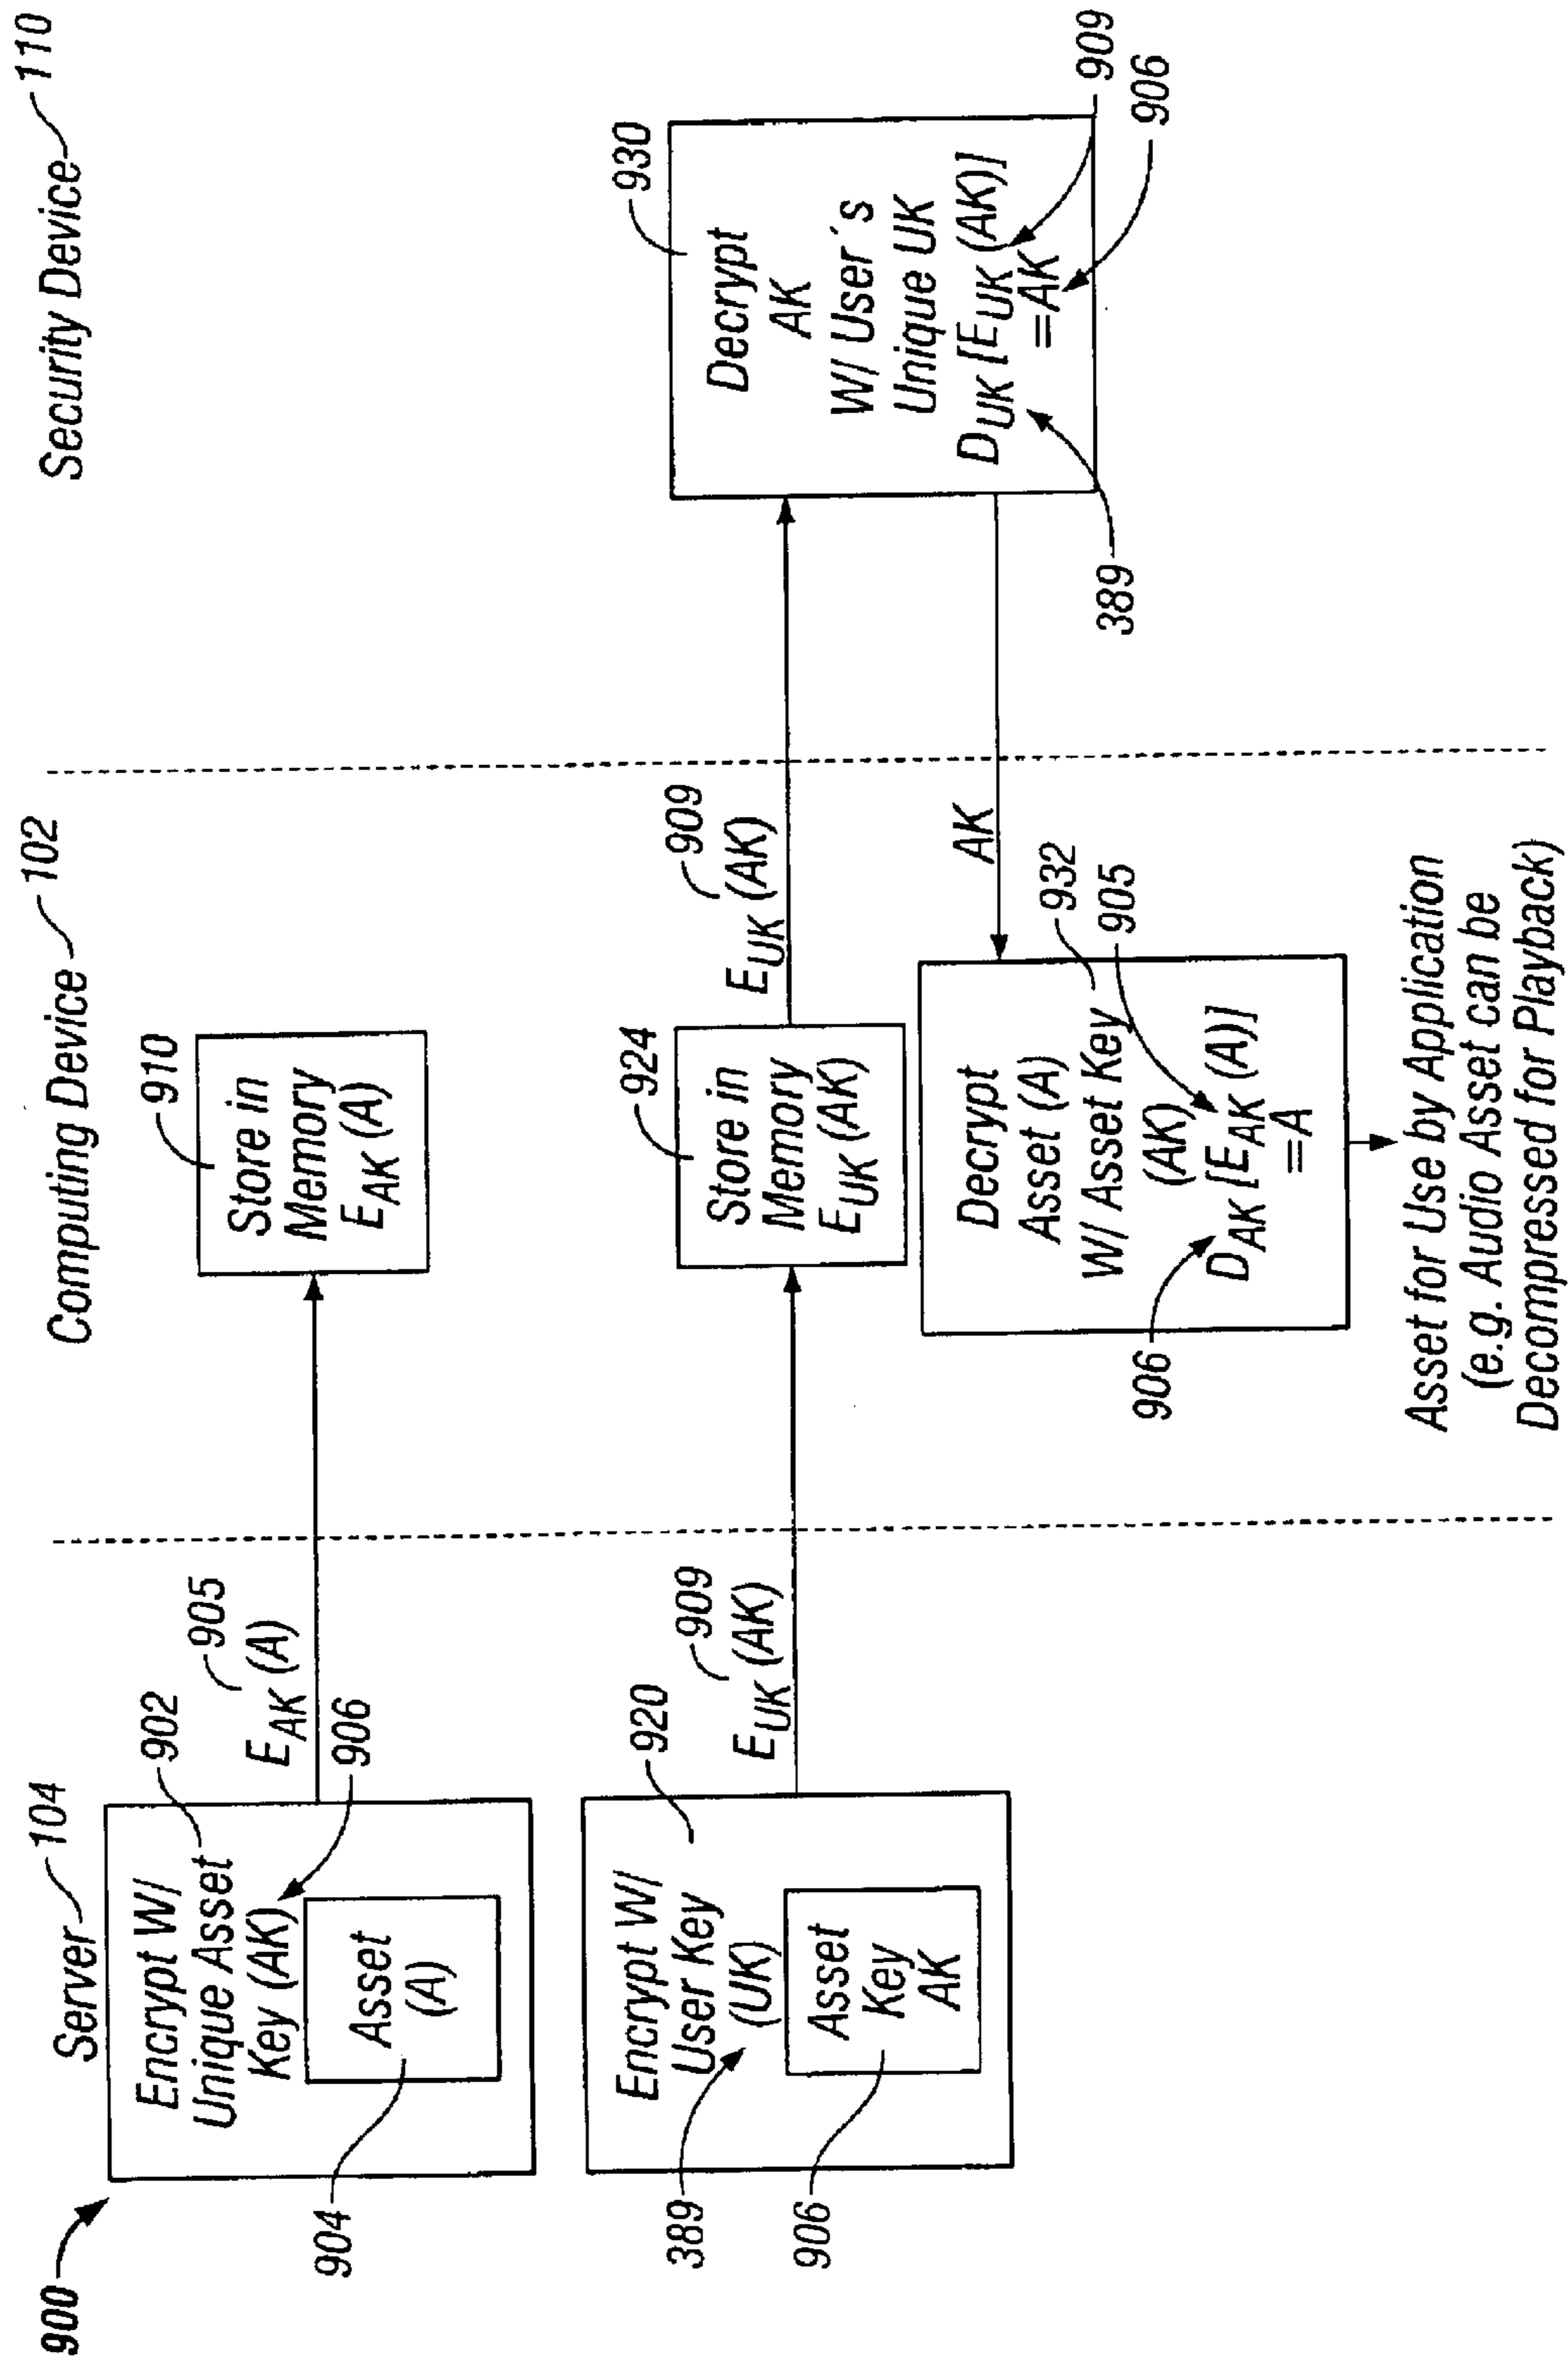 900
Server 104
Encrypt W/
Unique Asset
Key (AK)
902
906
Asset
(A)
904
E_AK (A)
905
Encrypt W/
User Key
(UK)
920
389
Asset
Key
AK
906
E_UK (AK)
909
Computing Device 102
910
Store in
Memory
E_AK (A)
924
Store in
Memory
E_UK (AK)
E_UK (AK)
909
AK
932
905
Decrypt
Asset (A)
W/ Asset Key
(AK)
D_AK [E_AK (A)]
=A
906
Asset for Use by Application
(e.g. Audio Asset can be
Decompressed for Playback)
Security Device 110
930
Decrypt
AK
W/ User´s
Unique UK
D_UK [E_UK (AK)]
=AK
389
909
906